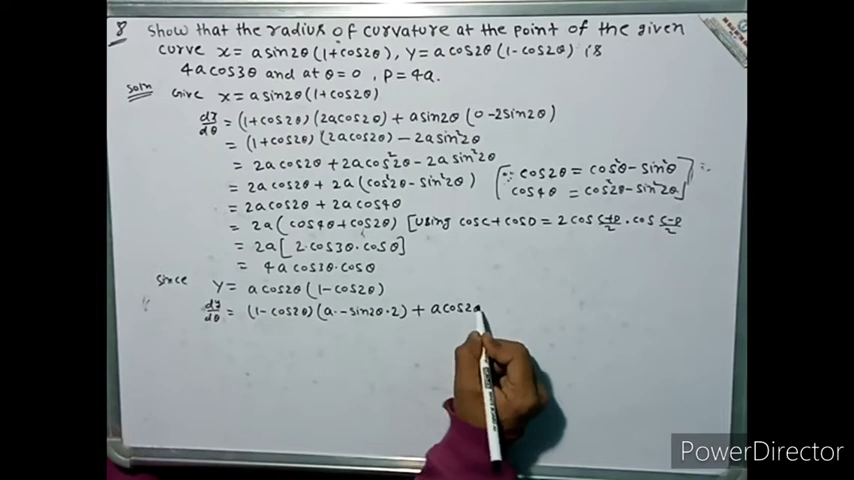 8 Show that the radius of curvature at the point of the given
curve x = a sin2θ (1+cos2θ), Y = a cos2θ (1-cos2θ) is
4a cos3θ and at θ = 0, P = 4a.
Soln Give x = a sin2θ (1+cos2θ)
dx/dθ = (1+cos2θ) (2a cos2θ) + a sin2θ (0-2sin2θ)
= (1+cos2θ) (2a cos2θ) - 2a sin²2θ
= 2a cos2θ + 2a cos²2θ - 2a sin²2θ
= 2a cos2θ + 2a (cos²2θ - sin²2θ) [∵ cos2θ = cos²θ - sin²θ
cos4θ = cos²2θ - sin²2θ]
= 2a cos2θ + 2a cos4θ
= 2a (cos4θ + cos2θ) [using cosC + cosD = 2 cos (C+D)/2 . cos (C-D)/2
= 2a [2·cos3θ·cosθ]
= 4a cos3θ·cosθ
Since Y = a cos2θ (1-cos2θ)
dy/dθ = (1-cos2θ) (a·-sin2θ·2) + a cos2θ
PowerDirector